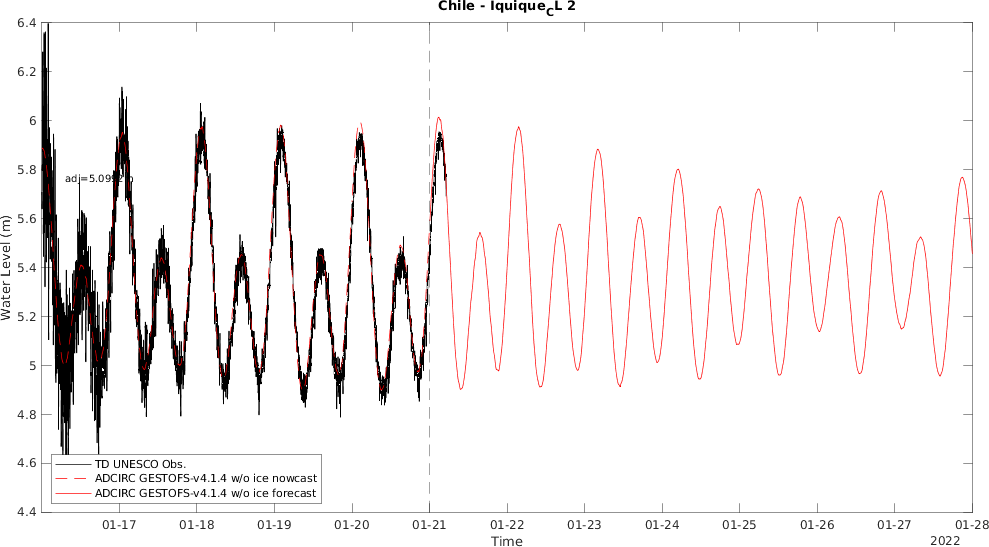 Chile - Iquique_CL 2
6.4
6.2
6
5.8
5.6
5.4
5.2
5
4.8
4.6
4.4
Water Level (m)
TD UNESCO Obs.
ADCIRC GESTOFS-v4.1.4 w/o ice nowcast
ADCIRC GESTOFS-v4.1.4 w/o ice forecast
01-17 01-18 01-19 01-20 01-21 01-22 01-23 01-24 01-25 01-26 01-27 01-28
Time
2022